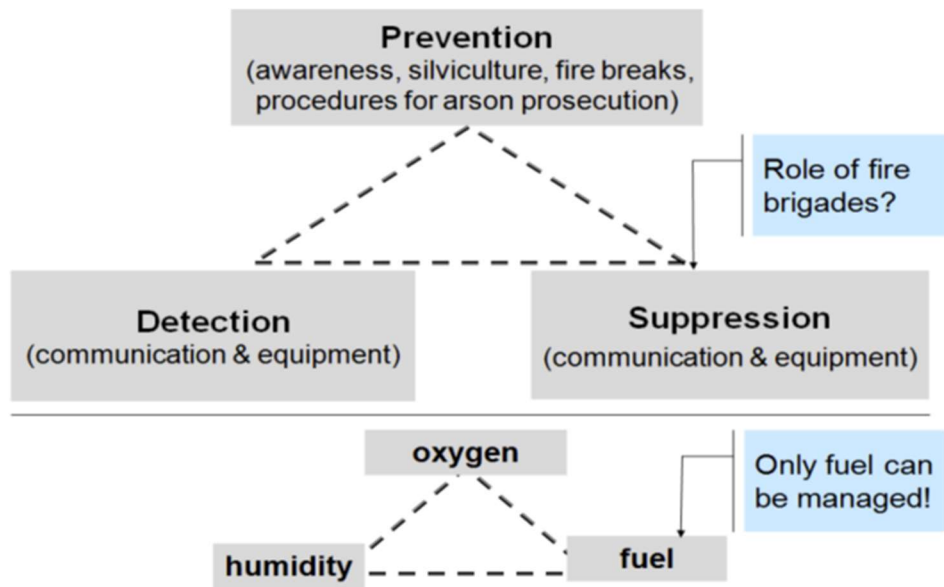 Prevention
(awareness, silviculture, fire breaks,
procedures for arson prosecution)
Role of fire
brigades?
Detection
(communication & equipment)
Suppression
(communication & equipment)
oxygen
Only fuel can
be managed!
humidity
fuel